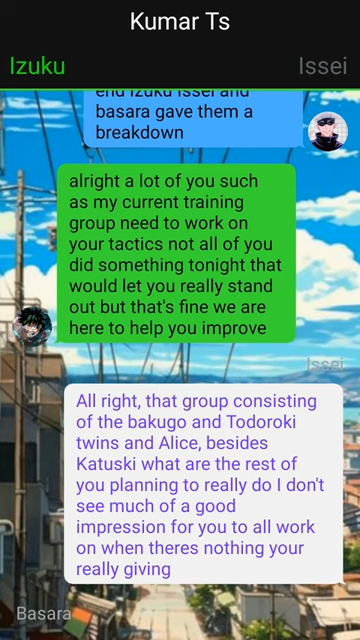 Kumar Ts
Izuku
Issei
end Izuku Issei and
basara gave them a
breakdown
alright a lot of you such
as my current training
group need to work on
your tactics not all of you
did something tonight that
would let you really stand
out but that's fine we are
here to help you improve
Issei
All right, that group consisting
of the bakugo and Todoroki
twins and Alice, besides
Katuski what are the rest of
you planning to really do I don't
see much of a good
impression for you to all work
on when theres nothing your
really giving
Basara